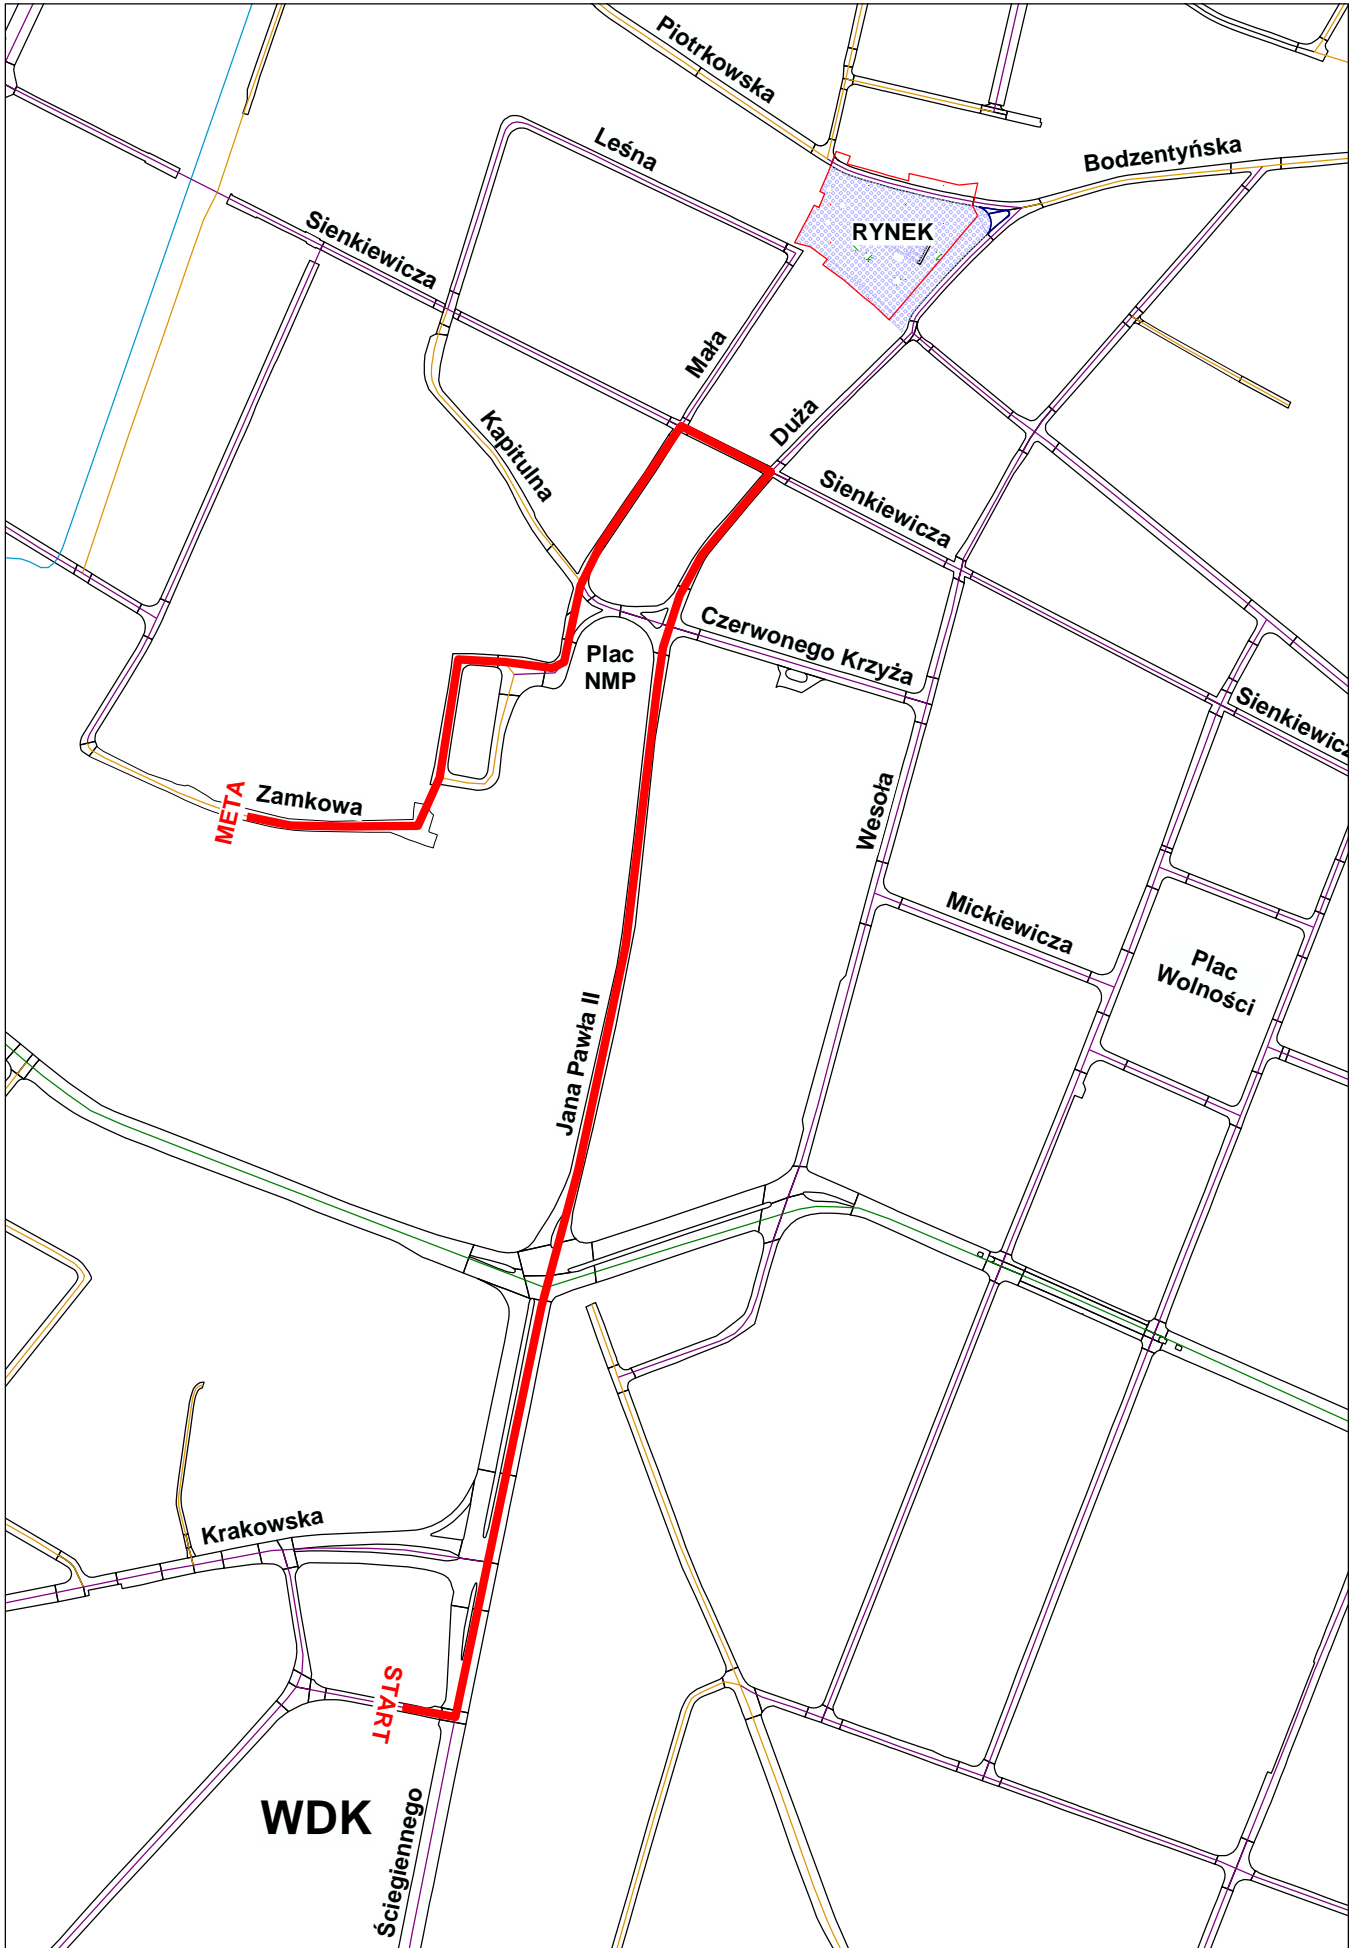 Piotrkowska
Leśna
Bodzentyńska
Sienkiewicza
RYNEK
Mała
Duża
Kapitulna
Sienkiewicza
Czerwonego Krzyża
Plac
NMP
Sienkiewicz
Zamkowa
META
Wesoła
Mickiewicza
Plac
Wolności
Jana Pawła II
Krakowska
START
WDK
Ściegiennego